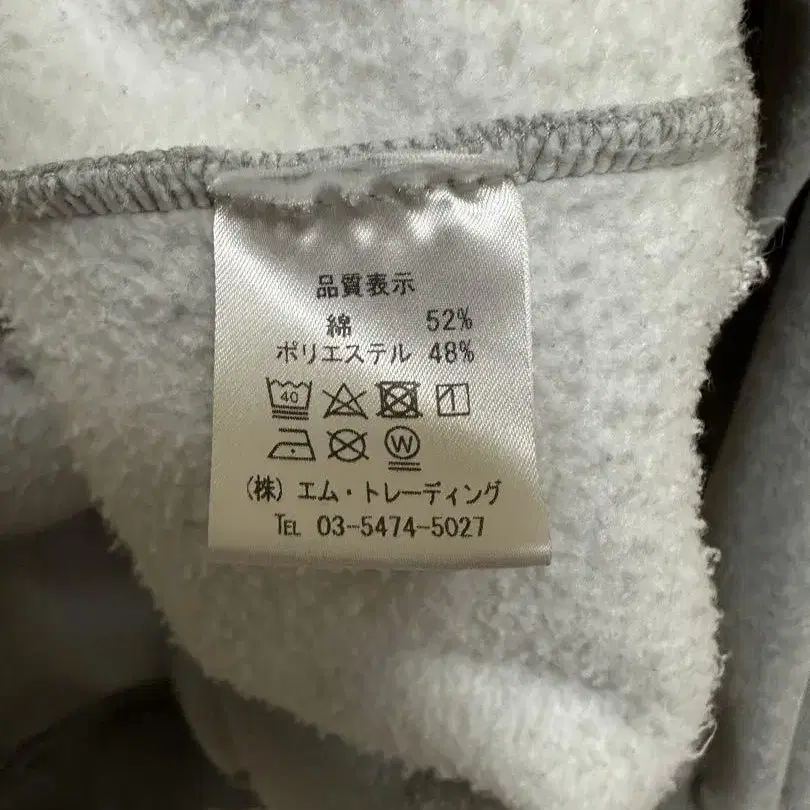 品質表示
綿 52%
ポリエステル 48%
40
W
(株) エム・トレーディング
TEL 03-5474-5027